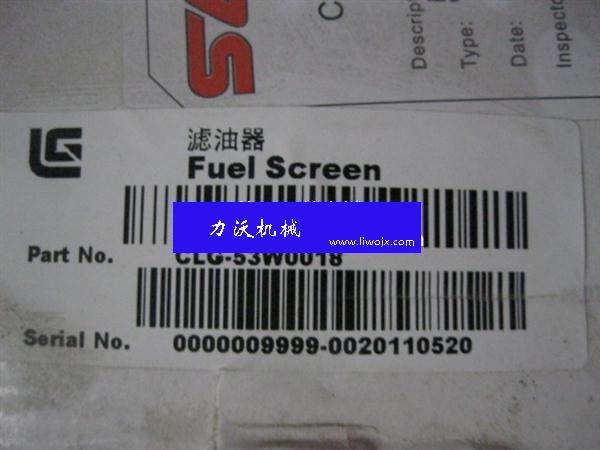 C
Descrip
Type:
Date:
Inspecto
LG
滤油器
Fuel Screen
力沃机械
www.liwojx.com
Part No. CLG-53W0018
Serial No. 0000009999-0020110520